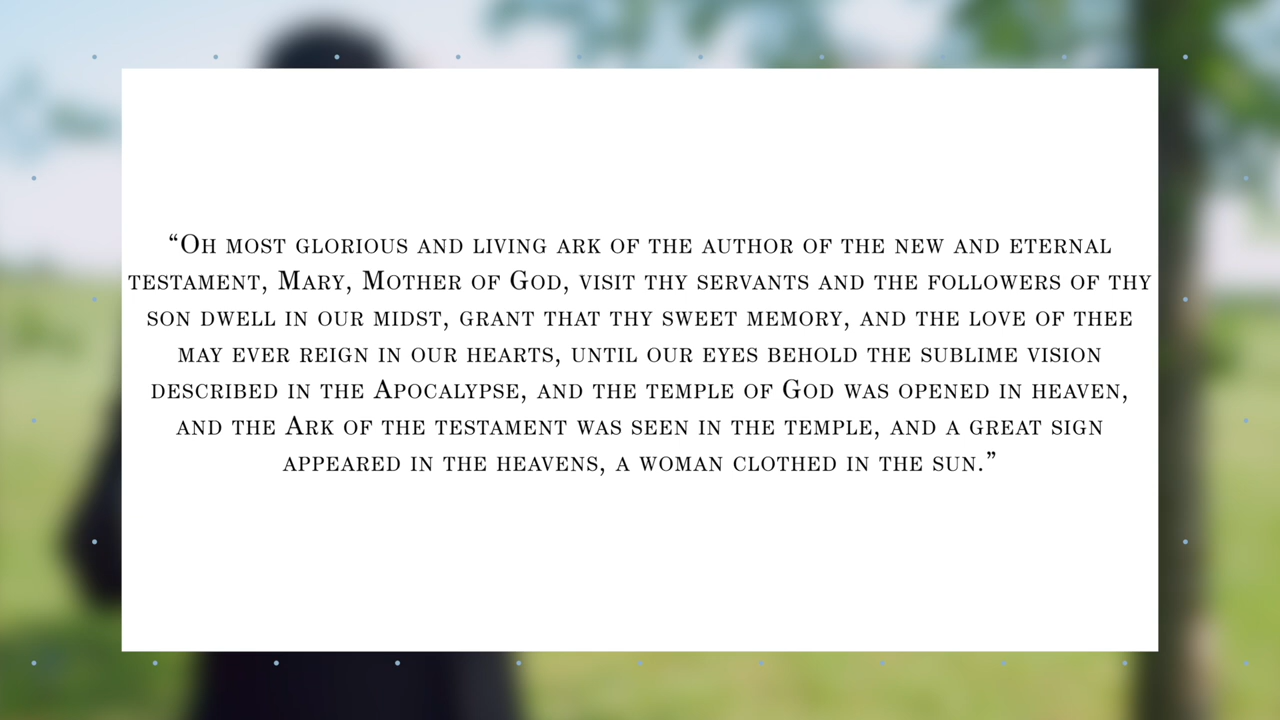 “Oh most glorious and living ark of the author of the new and eternal
testament, Mary, Mother of God, visit thy servants and the followers of thy
son dwell in our midst, grant that thy sweet memory, and the love of thee
may ever reign in our hearts, until our eyes behold the sublime vision
described in the Apocalypse, and the temple of God was opened in heaven,
and the Ark of the testament was seen in the temple, and a great sign
appeared in the heavens, a woman clothed in the sun.”